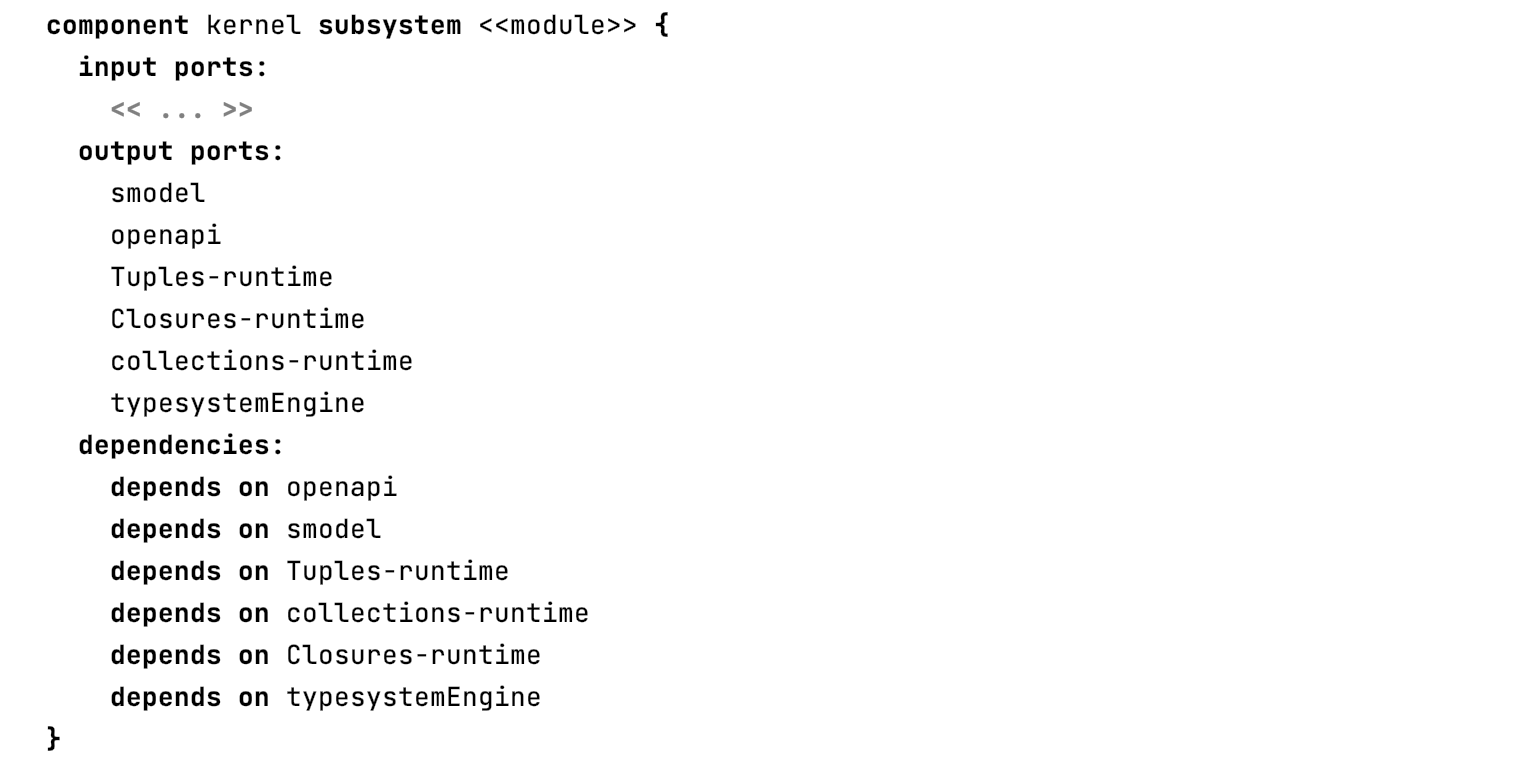 component kernel subsystem <<module>> {
input ports:
<< ... >>
output ports:
smodel
openapi
Tuples-runtime
Closures-runtime
collections-runtime
typesystemEngine
dependencies:
depends on openapi
depends on smodel
depends on Tuples-runtime
depends on collections-runtime
depends on Closures-runtime
depends on typesystemEngine
}